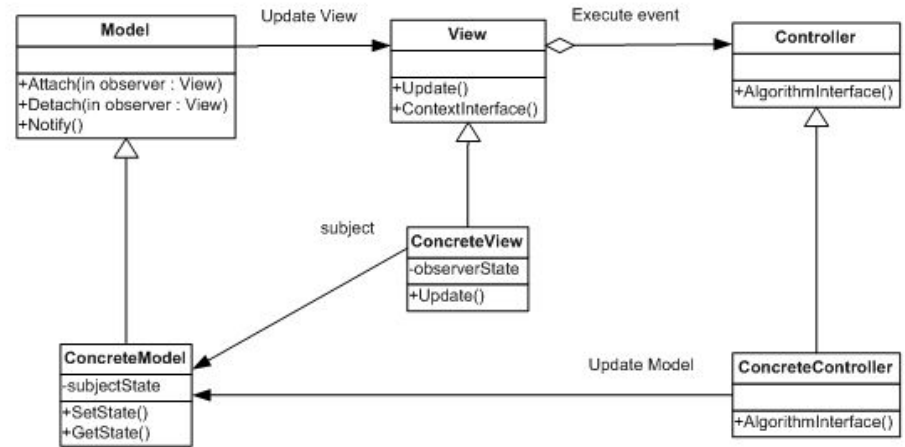 Model
+Attach(in observer : View)
+Detach(in observer : View)
+Notify()
Update View
View
+Update()
+ContextInterface()
Execute event
Controller
+AlgorithmInterface()
subject
ConcreteView
-observerState
+Update()
ConcreteModel
-subjectState
+SetState()
+GetState()
Update Model
ConcreteController
+AlgorithmInterface()